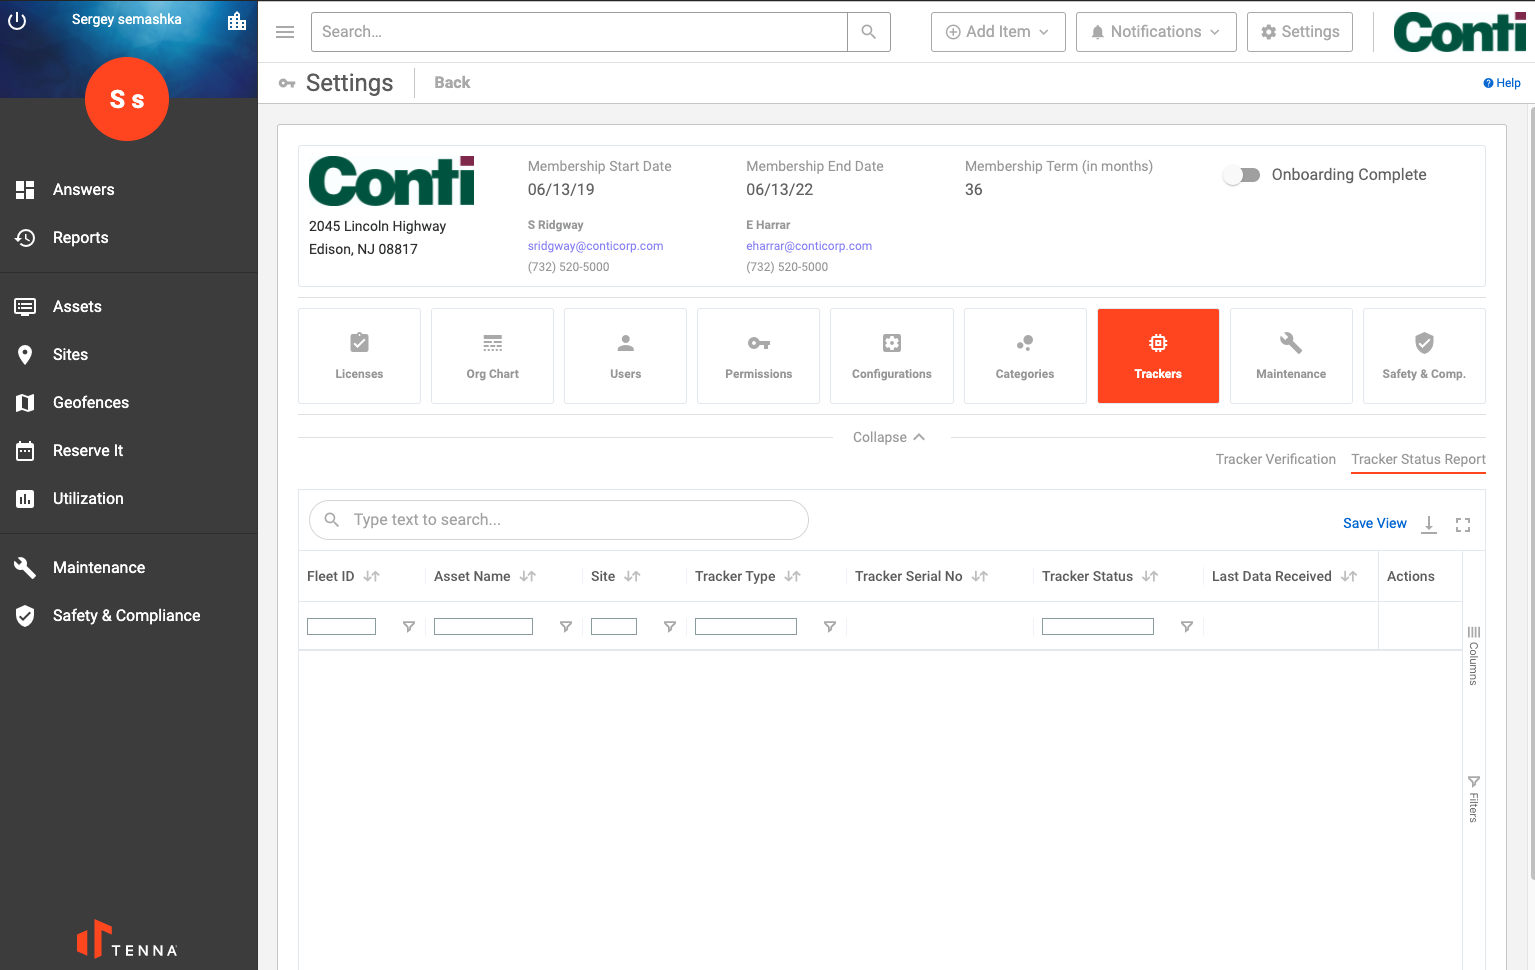 Sergey semashka
S s
Answers
Reports
Assets
Sites
Geofences
Reserve It
Utilization
Maintenance
Safety & Compliance
TENNA
Search...
Add Item
Notifications
Settings
Conti
Settings
Back
Help
Conti
2045 Lincoln Highway
Edison, NJ 08817
Membership Start Date
06/13/19
S Ridgway
sridgway@conticorp.com
(732) 520-5000
Membership End Date
06/13/22
E Harrar
eharrar@conticorp.com
(732) 520-5000
Membership Term (in months)
36
Onboarding Complete
Licenses
Org Chart
Users
Permissions
Configurations
Categories
Trackers
Maintenance
Safety & Comp.
Collapse
Tracker Verification
Tracker Status Report
Type text to search...
Save View
Fleet ID
Asset Name
Site
Tracker Type
Tracker Serial No
Tracker Status
Last Data Received
Actions
Columns
Filters